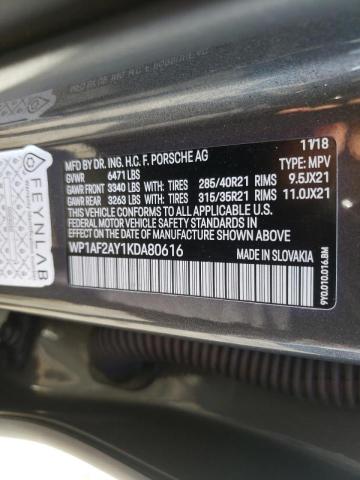 MFD BY DR. ING. H.C. F. PORSCHE AG 11/18
GVWR 6471 LBS TYPE: MPV
GAWR FRONT 3340 LBS WITH TIRES 285/40R21 RIMS 9.5JX21
GAWR REAR 3263 LBS WITH TIRES 315/35R21 RIMS 11.0JX21
THIS VEHICLE CONFORMS TO ALL APPLICABLE U.S.
FEDERAL MOTOR VEHICLE SAFETY STANDARDS IN
EFFECT ON THE DATE OF MANUFACTURE SHOWN ABOVE.
WP1AF2AY1KDA80616 MADE IN SLOVAKIA
9Y0.010.016.BM
FEYNLAB